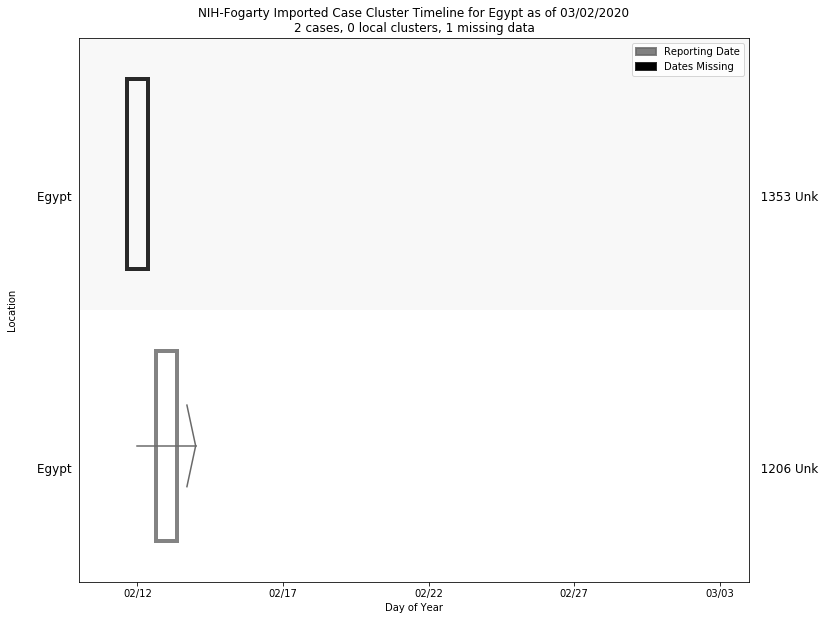 NIH-Fogarty Imported Case Cluster Timeline for Egypt as of 03/02/2020
2 cases, 0 local clusters, 1 missing data
Reporting Date
Dates Missing
Egypt
1353 Unk
Location
Egypt
1206 Unk
02/12
02/17
02/22
02/27
03/03
Day of Year